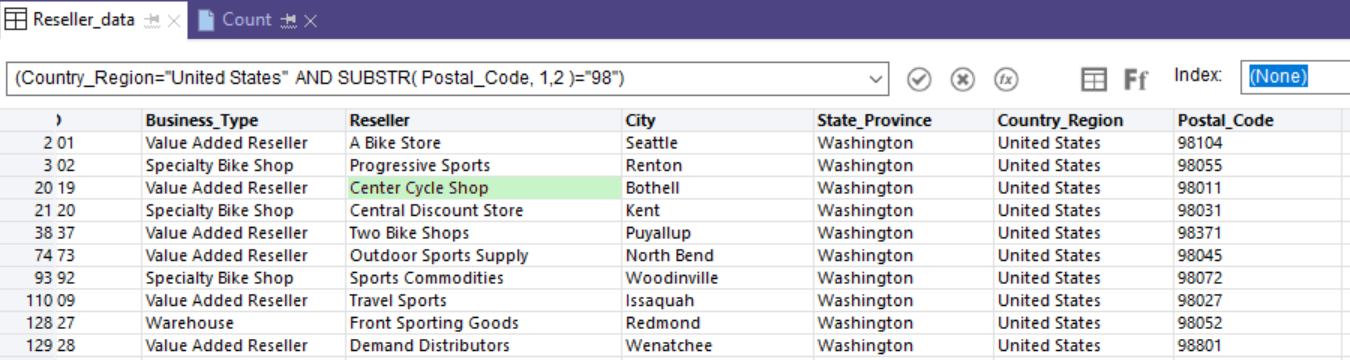 Reseller_data Count
(Country_Region="United States" AND SUBSTR( Postal_Code, 1,2 )="98") fx Ff Index: (None)
Business_Type Reseller City State_Province Country_Region Postal_Code
2 01 Value Added Reseller A Bike Store Seattle Washington United States 98104
3 02 Specialty Bike Shop Progressive Sports Renton Washington United States 98055
20 19 Value Added Reseller Center Cycle Shop Bothell Washington United States 98011
21 20 Specialty Bike Shop Central Discount Store Kent Washington United States 98031
38 37 Value Added Reseller Two Bike Shops Puyallup Washington United States 98371
74 73 Value Added Reseller Outdoor Sports Supply North Bend Washington United States 98045
93 92 Specialty Bike Shop Sports Commodities Woodinville Washington United States 98072
110 09 Value Added Reseller Travel Sports Issaquah Washington United States 98027
128 27 Warehouse Front Sporting Goods Redmond Washington United States 98052
129 28 Value Added Reseller Demand Distributors Wenatchee Washington United States 98801